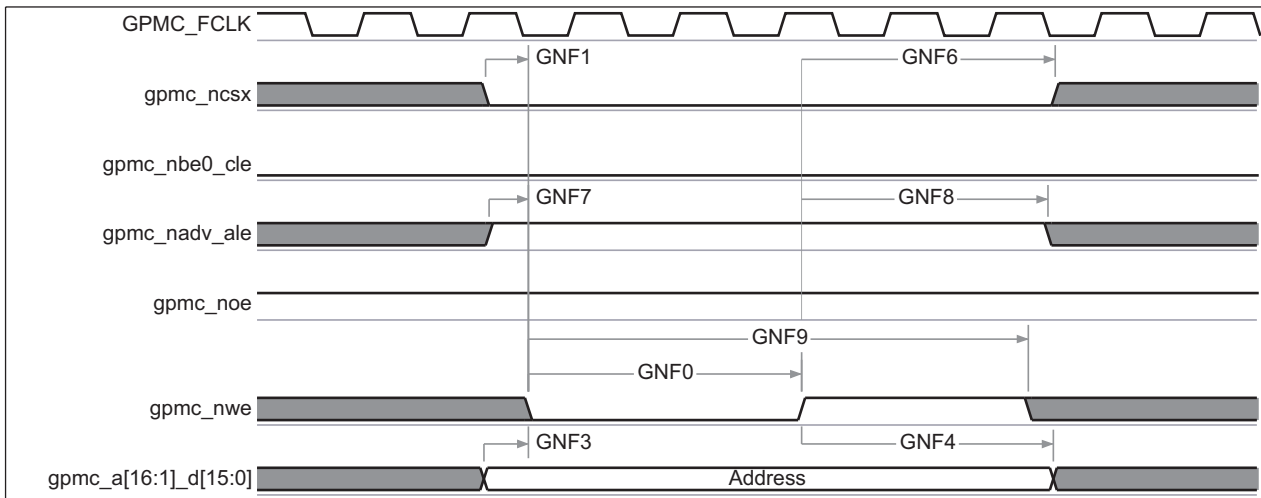 GPMC_FCLK
GNF1
GNF6
gpmc_ncsx
gpmc_nbe0_cle
GNF7
GNF8
gpmc_nadv_ale
gpmc_noe
GNF9
GNF0
gpmc_nwe
GNF3
GNF4
gpmc_a[16:1]_d[15:0]
Address